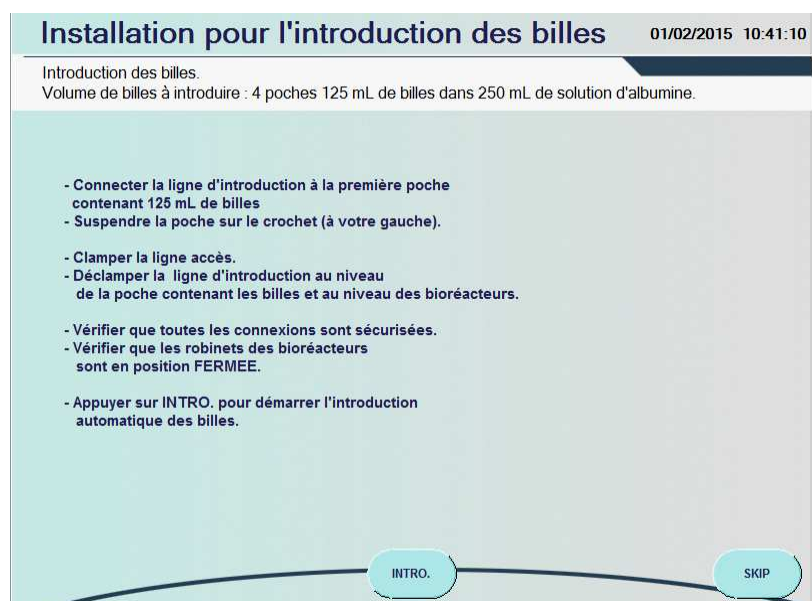 Installation pour l'introduction des billes
01/02/2015 10:41:10
Introduction des billes.
Volume de billes à introduire : 4 poches 125 mL de billes dans 250 mL de solution d'albumine.
- Connecter la ligne d'introduction à la première poche
contenant 125 mL de billes
- Suspendre la poche sur le crochet (à votre gauche).
- Clamper la ligne accès.
- Déclamper la ligne d'introduction au niveau
de la poche contenant les billes et au niveau des bioréacteurs.
- Vérifier que toutes les connexions sont sécurisées.
- Vérifier que les robinets des bioréacteurs
sont en position FERMEE.
- Appuyer sur INTRO. pour démarrer l'introduction
automatique des billes.
INTRO.
SKIP